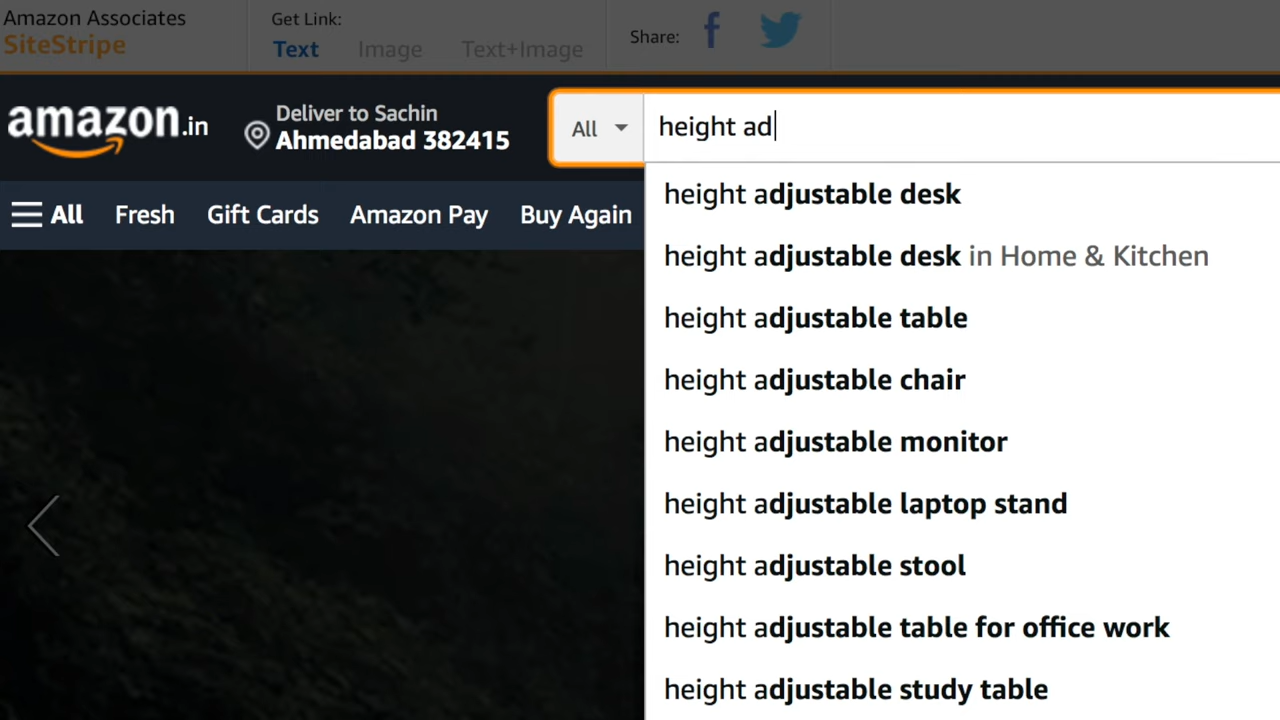 Amazon Associates
SiteStripe
Get Link:
Text Image Text+Image
Share:
amazon.in
Deliver to Sachin
Ahmedabad 382415
All
height ad
All Fresh Gift Cards Amazon Pay Buy Again
height adjustable desk
height adjustable desk in Home & Kitchen
height adjustable table
height adjustable chair
height adjustable monitor
height adjustable laptop stand
height adjustable stool
height adjustable table for office work
height adjustable study table